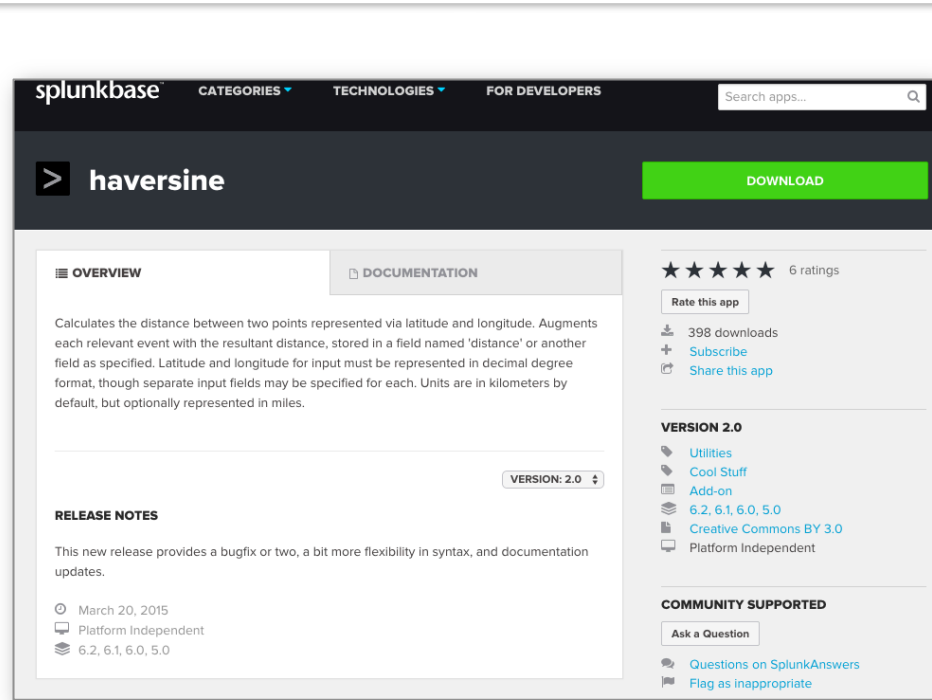 splunkbase™ CATEGORIES TECHNOLOGIES FOR DEVELOPERS Search apps...
> haversine DOWNLOAD
OVERVIEW DOCUMENTATION
Calculates the distance between two points represented via latitude and longitude. Augments
each relevant event with the resultant distance, stored in a field named 'distance' or another
field as specified. Latitude and longitude for input must be represented in decimal degree
format, though separate input fields may be specified for each. Units are in kilometers by
default, but optionally represented in miles.
VERSION: 2.0
RELEASE NOTES
This new release provides a bugfix or two, a bit more flexibility in syntax, and documentation
updates.
March 20, 2015
Platform Independent
6.2, 6.1, 6.0, 5.0
6 ratings
Rate this app
398 downloads
Subscribe
Share this app
VERSION 2.0
Utilities
Cool Stuff
Add-on
6.2, 6.1, 6.0, 5.0
Creative Commons BY 3.0
Platform Independent
COMMUNITY SUPPORTED
Ask a Question
Questions on SplunkAnswers
Flag as inappropriate